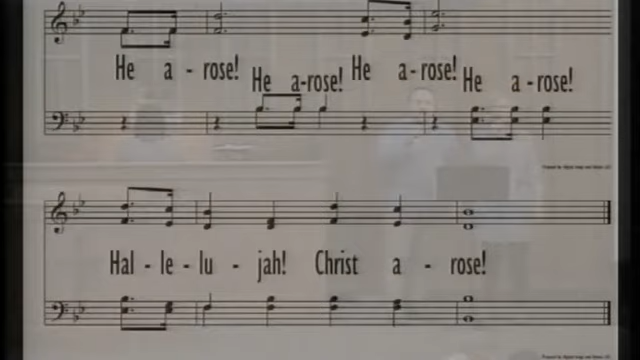 He a - rose! He a - rose! He a - rose! He a - rose!
Hal - le - lu - jah! Christ a - rose!